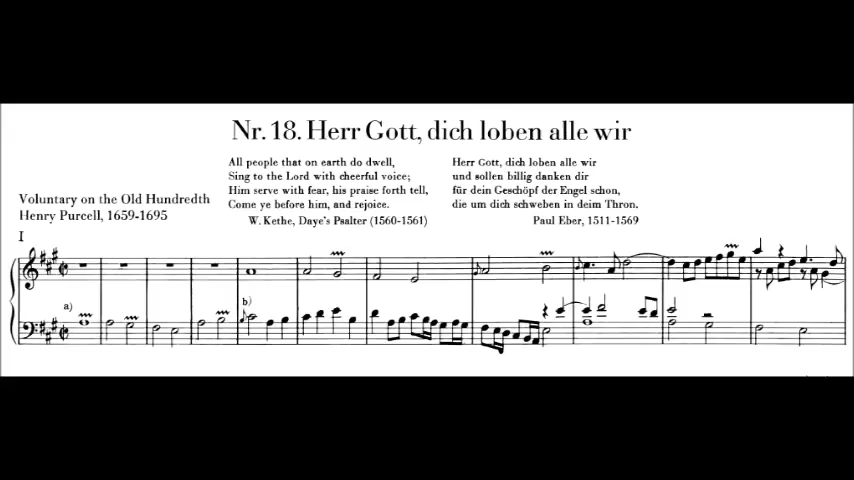 Nr. 18. Herr Gott, dich loben alle wir
All people that on earth do dwell,
Sing to the Lord with cheerful voice;
Him serve with fear, his praise forth tell,
Come ye before him, and rejoice.
W. Kethe, Daye's Psalter (1560-1561)
Herr Gott, dich loben alle wir
und sollen billig danken dir
für dein Geschöpf der Engel schon,
die um dich schweben in deim Thron.
Paul Eber, 1511-1569
Voluntary on the Old Hundredth
Henry Purcell, 1659-1695
I
a)
b)